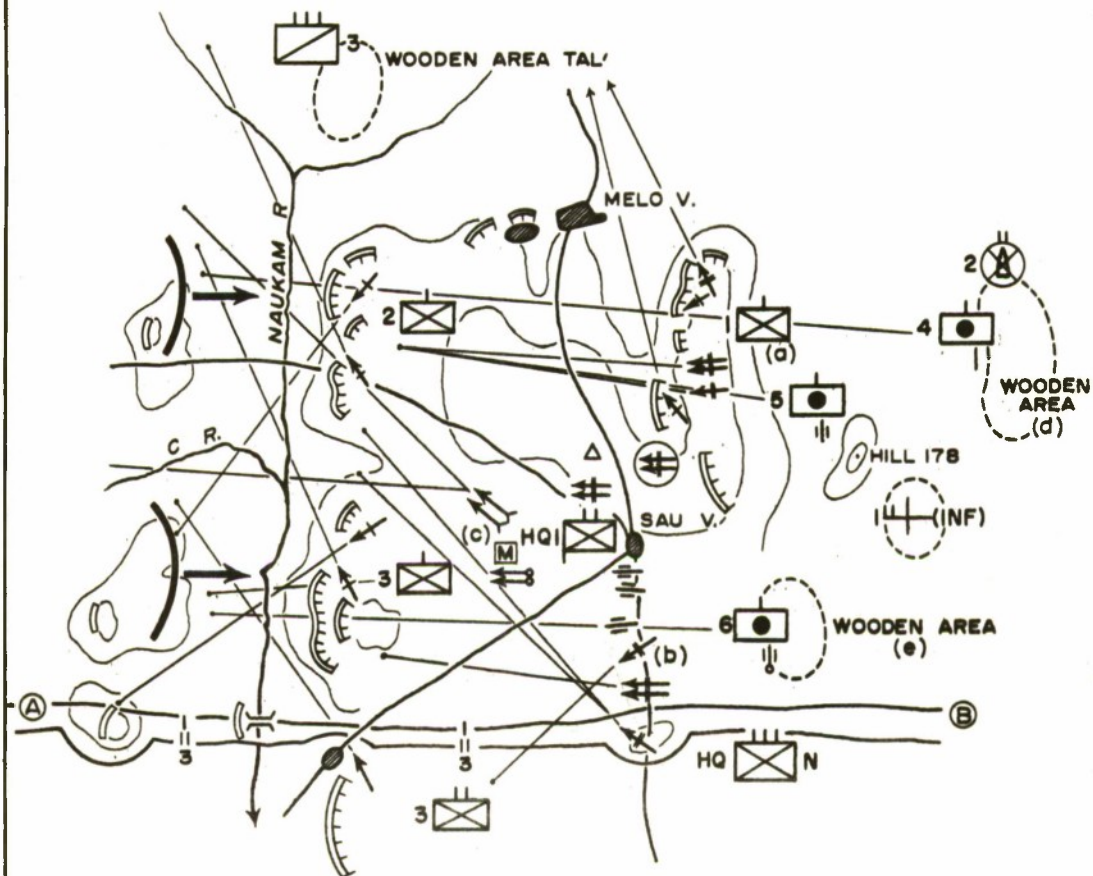 3
WOODEN AREA TAL'
MELO V.
NAUKAM R.
2
2
4
(a)
5
WOODEN
AREA
(d)
C R.
HILL 178
SAU V.
(c)
HQ1
1
(INF)
M
3
6
WOODEN AREA
(e)
(b)
A
B
3
3
HQ
N
3